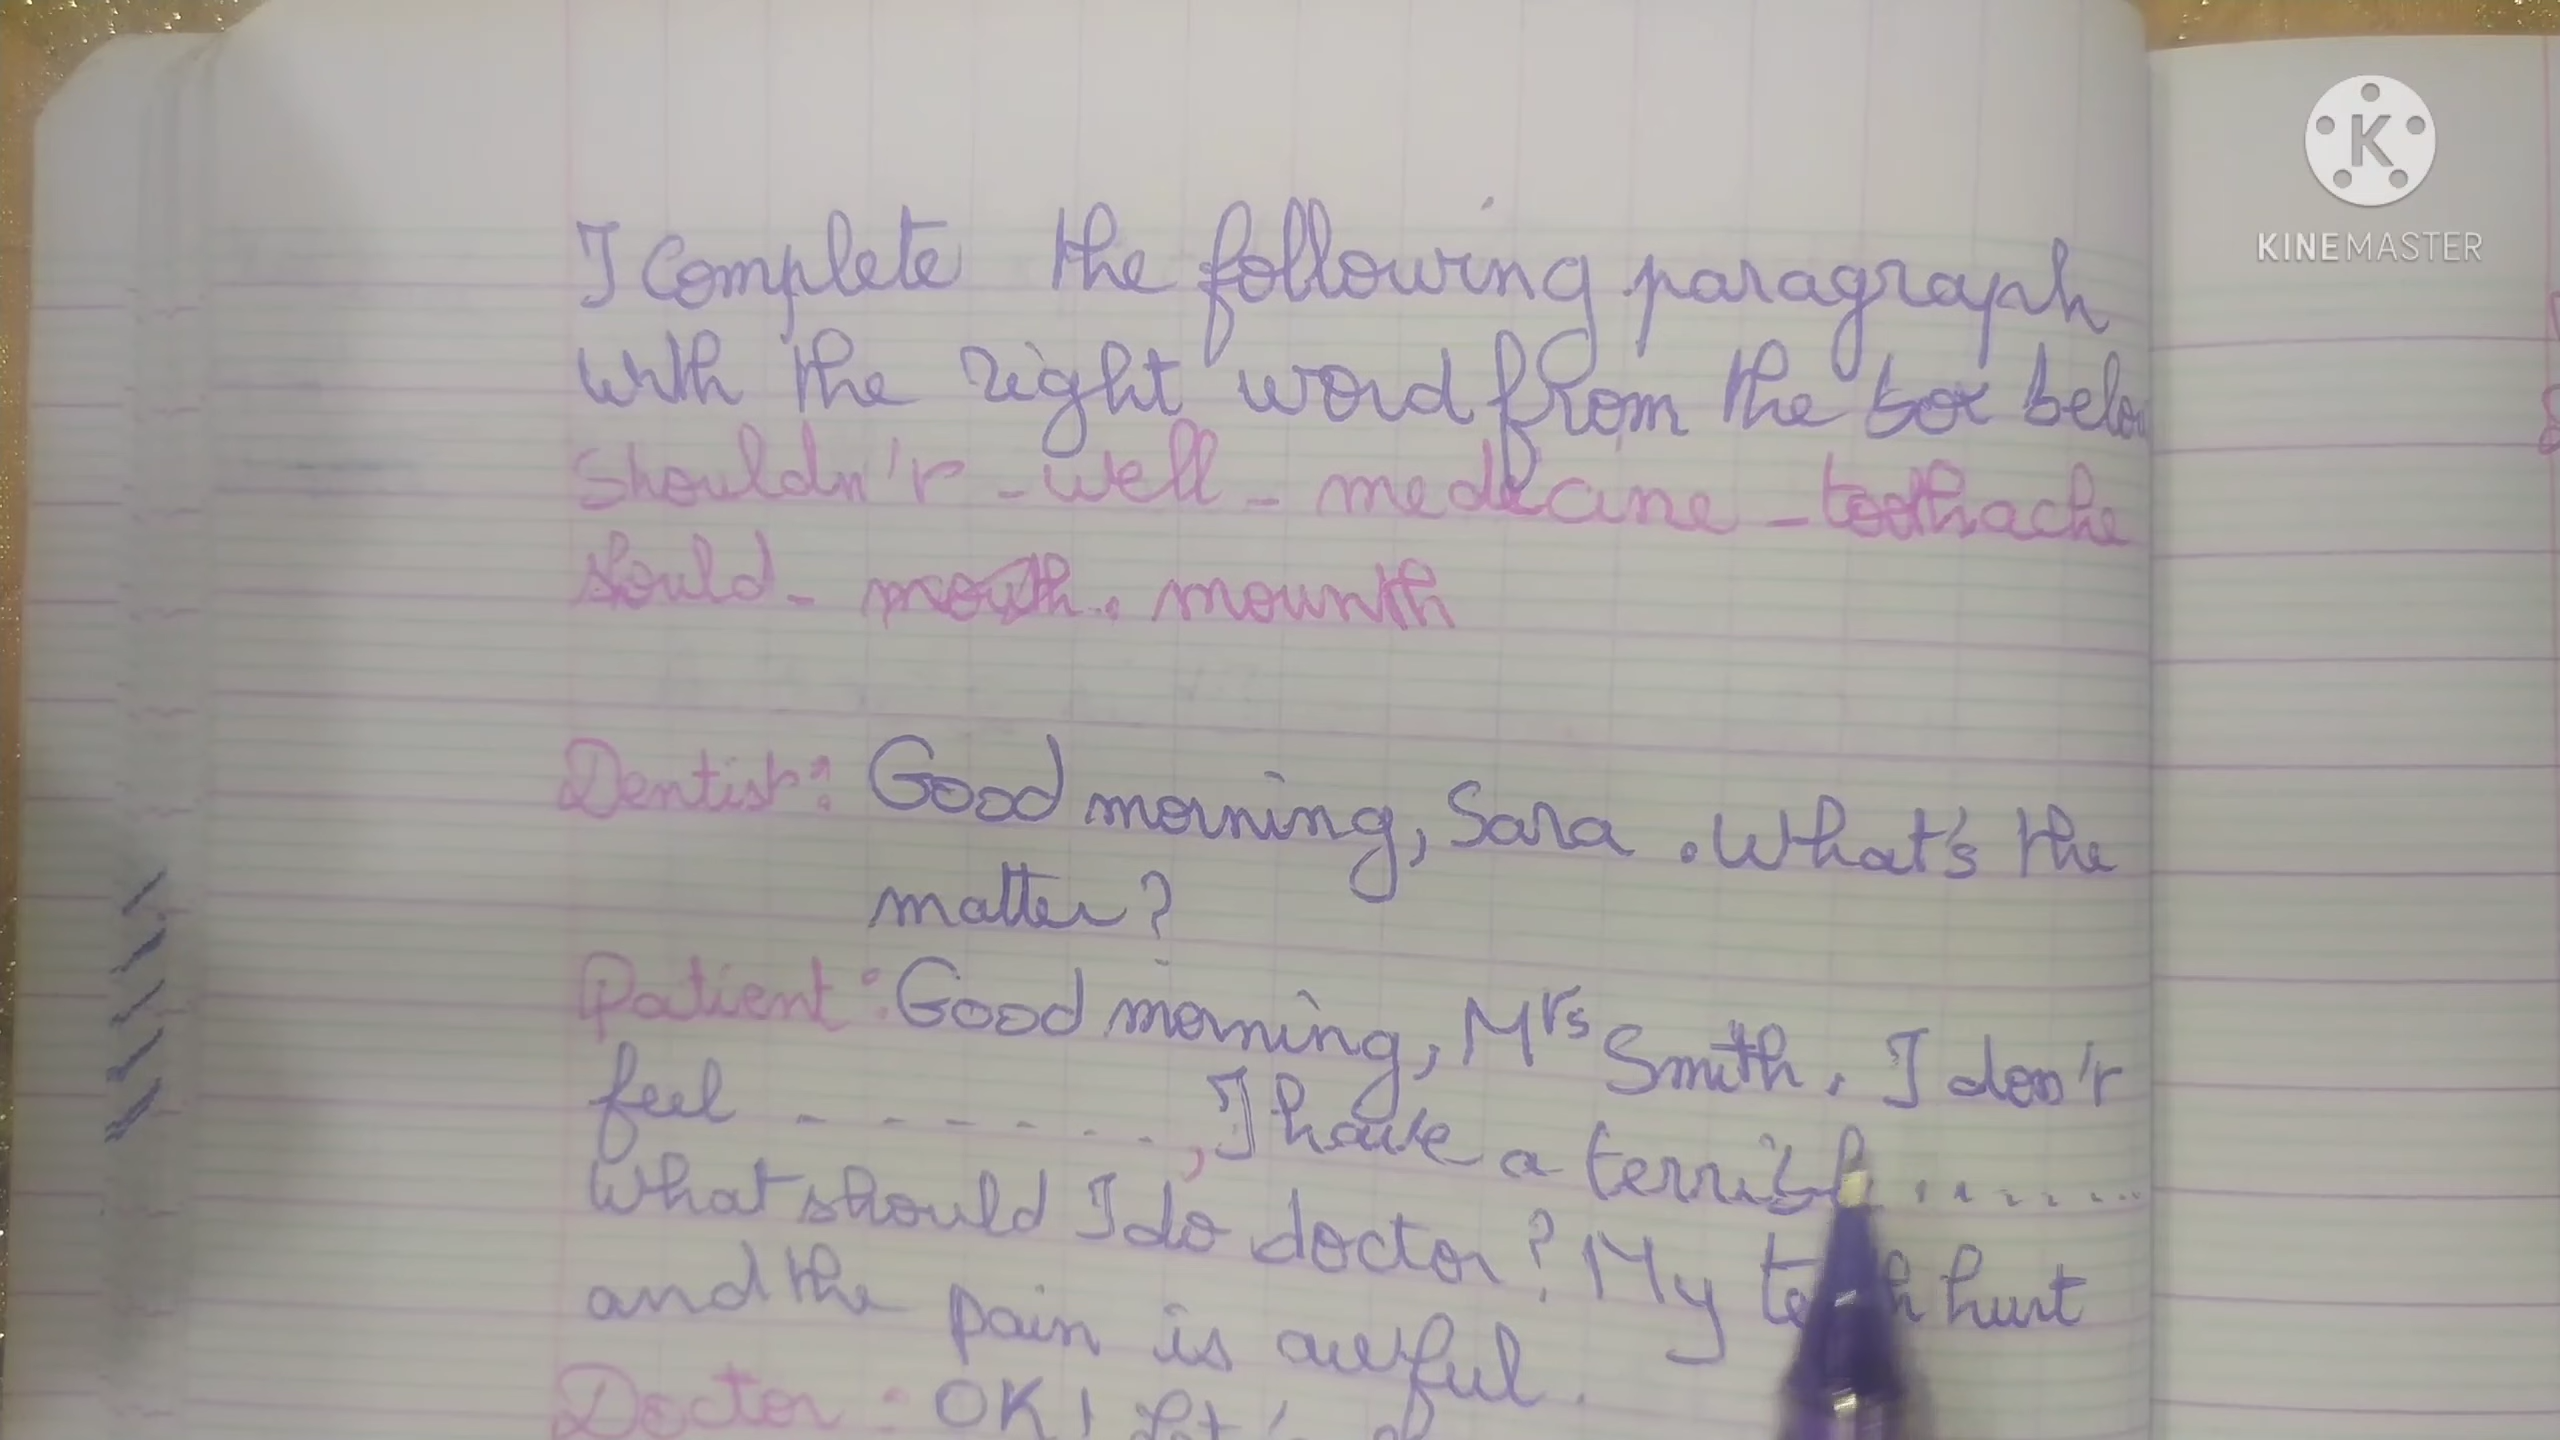 I complete the following paragraph
with the right word from the box below
shouldn't - well - medicine - toothache
should - mouth. mounth
Dentist: Good morning, Sara. What's the
matter?
Patient: Good morning, Mrs Smith. I don't
feel ......., I have a terrible .......
What should I do doctor? My teeth hurt
and the pain is awful.
Doctor: OK! Let's
K
KINEMASTER